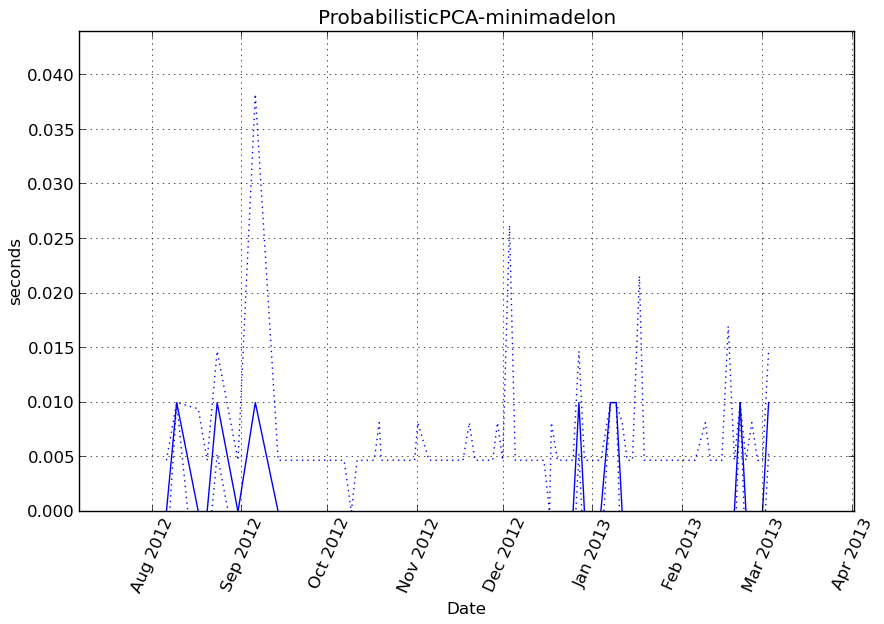 ProbabilisticPCA-minimadelon
0.040
0.035
0.030
0.025
0.020
0.015
0.010
0.005
0.000
seconds
Aug 2012
Sep 2012
Oct 2012
Nov 2012
Dec 2012
Jan 2013
Feb 2013
Mar 2013
Apr 2013
Date